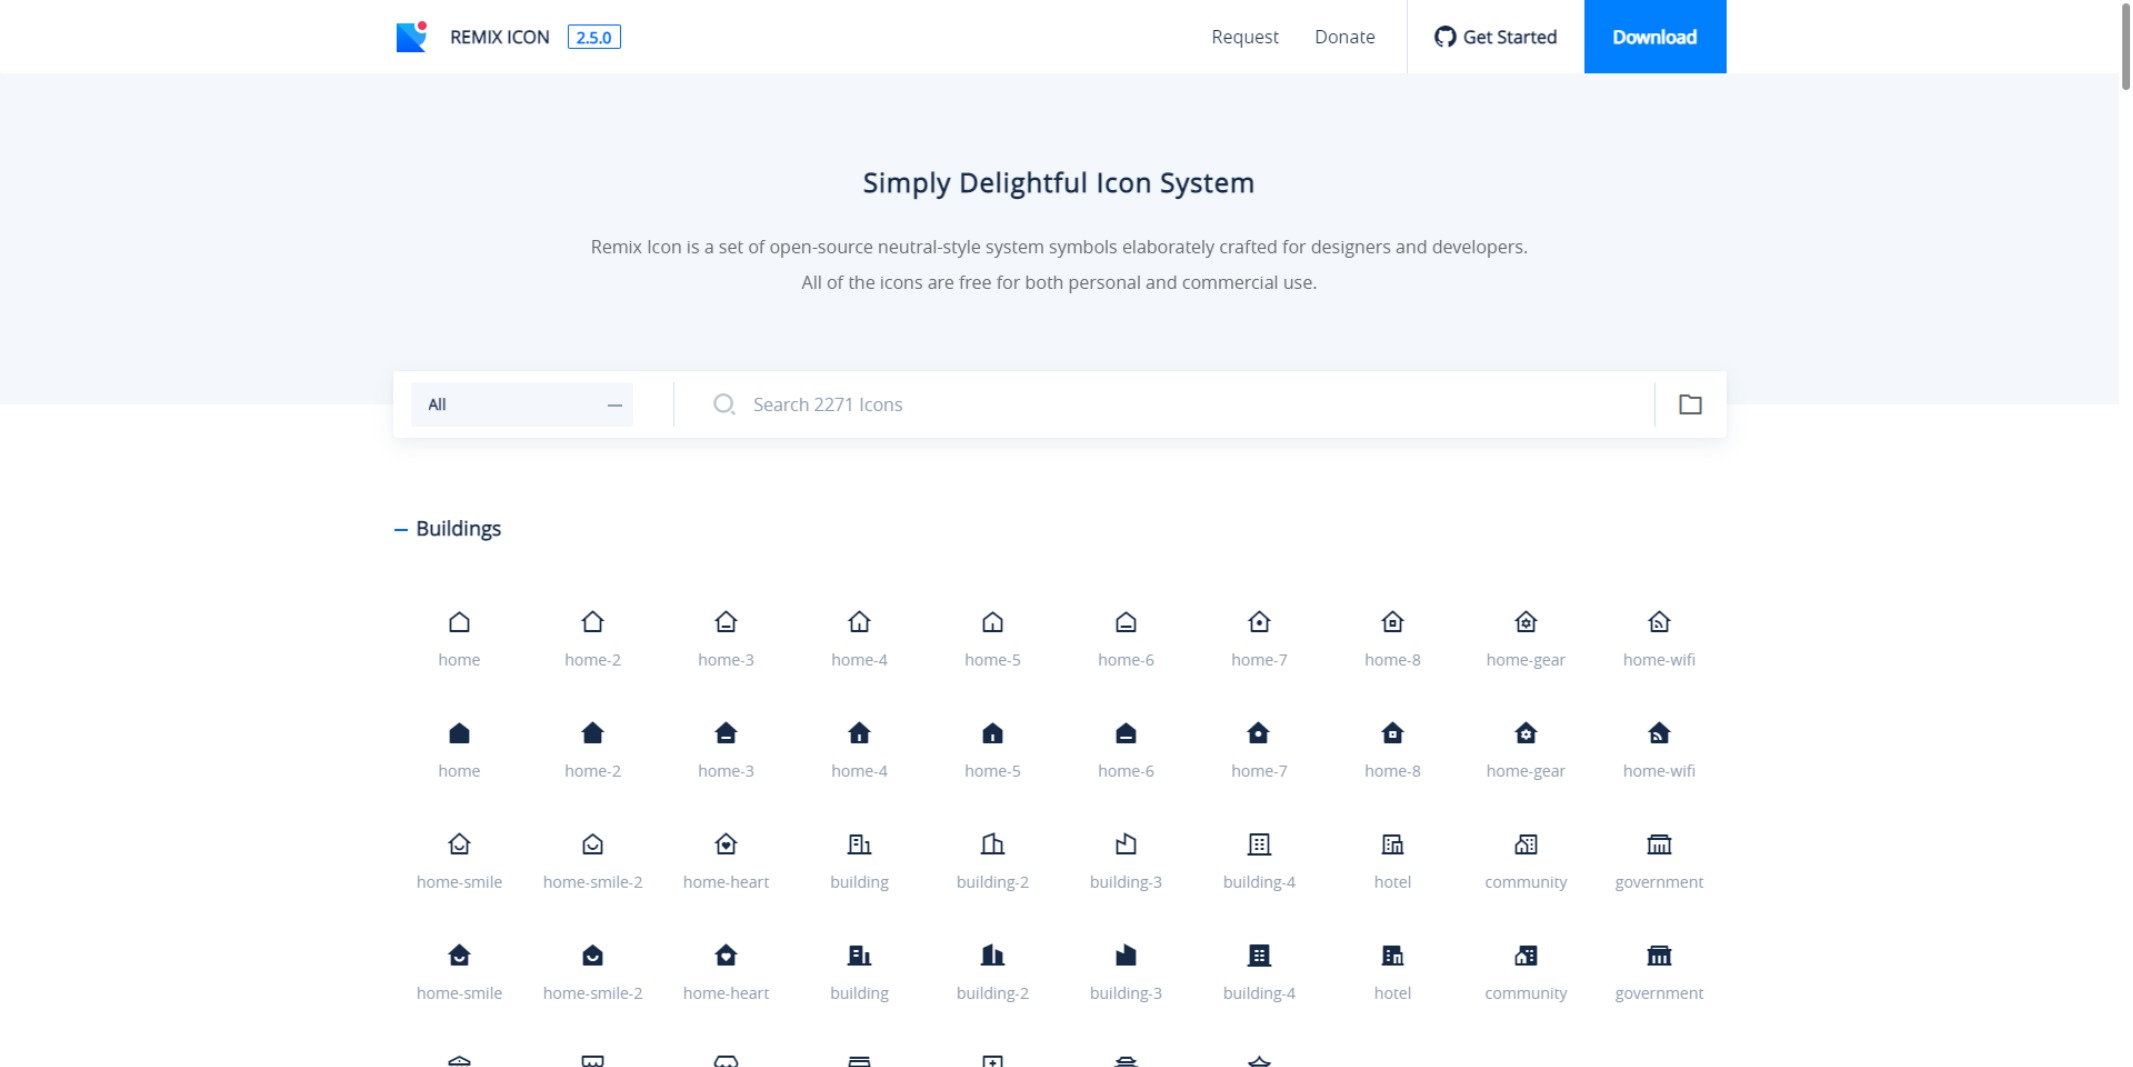 REMIX ICON 2.5.0 Request Donate Get Started Download
Simply Delightful Icon System
Remix Icon is a set of open-source neutral-style system symbols elaborately crafted for designers and developers.
All of the icons are free for both personal and commercial use.
All Search 2271 Icons
Buildings
home home-2 home-3 home-4 home-5 home-6 home-7 home-8 home-gear home-wifi
home home-2 home-3 home-4 home-5 home-6 home-7 home-8 home-gear home-wifi
home-smile home-smile-2 home-heart building building-2 building-3 building-4 hotel community government
home-smile home-smile-2 home-heart building building-2 building-3 building-4 hotel community government